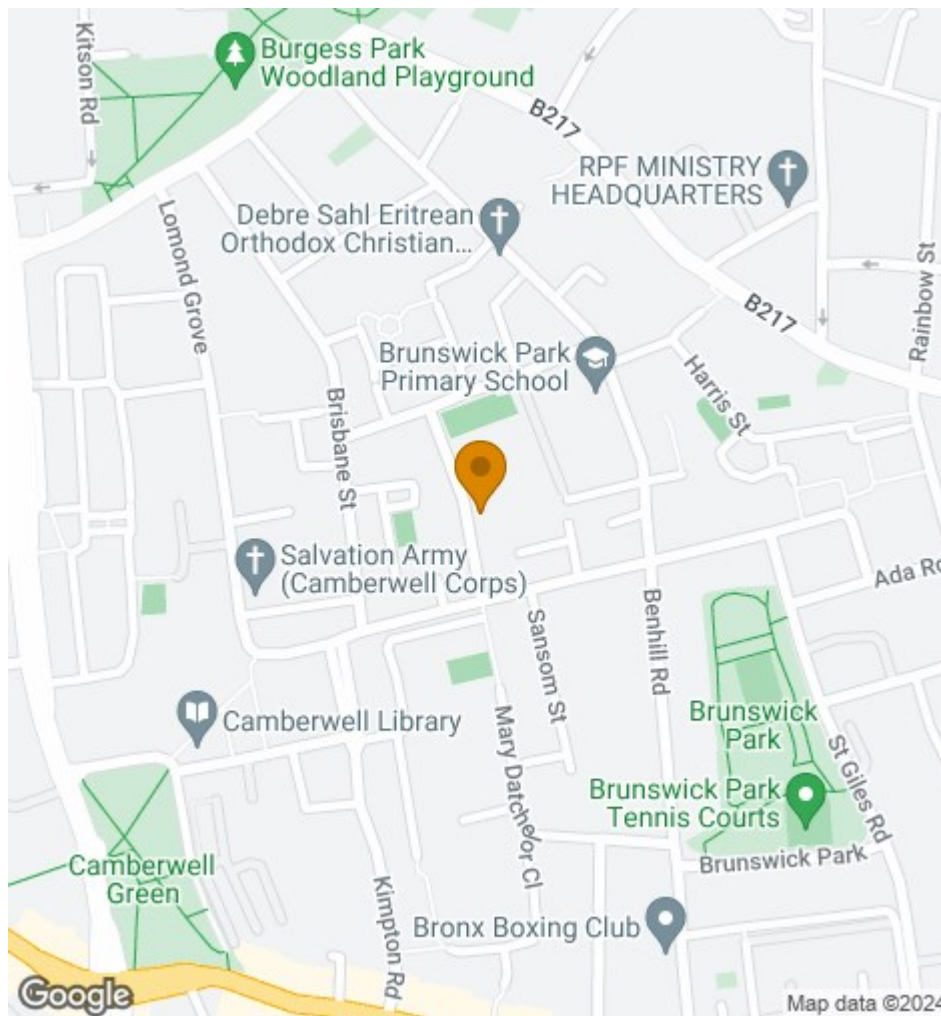 Kitson Rd
Burgess Park
Woodland Playground
B217
RPF MINISTRY
HEADQUARTERS
Debre Sahl Eritrean
Orthodox Christian...
Lomond Grove
Rainbow St
B217
Brunswick Park
Primary School
Harris St
Brisbane St
Salvation Army
(Camberwell Corps)
Ada Ro
Sansom St
Benhill Rd
Camberwell Library
Mary Datchelor Cl
Brunswick
Park
St Giles Rd
Brunswick Park
Tennis Courts
Brunswick Park
Camberwell
Green
Kimpton Rd
Bronx Boxing Club
Google
Map data ©2024